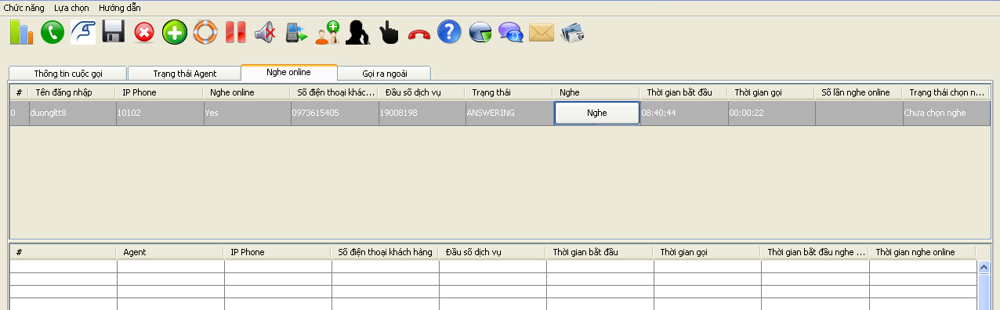 Chức năng Lựa chọn Hướng dẫn
Thông tin cuộc gọi Trạng thái Agent Nghe online Gọi ra ngoài
# Tên đăng nhập IP Phone Nghe online Số điện thoại khác... Đầu số dịch vụ Trạng thái Nghe Thời gian bắt đầu Thời gian gọi Số lần nghe online Trạng thái chọn n...
0 duongltt8 10102 Yes 0973615405 19008198 ANSWERING Nghe 08:40:44 00:00:22 Chưa chọn nghe
# Agent IP Phone Số điện thoại khách hàng Đầu số dịch vụ Thời gian bắt đầu Thời gian gọi Thời gian bắt đầu nghe ... Thời gian nghe online